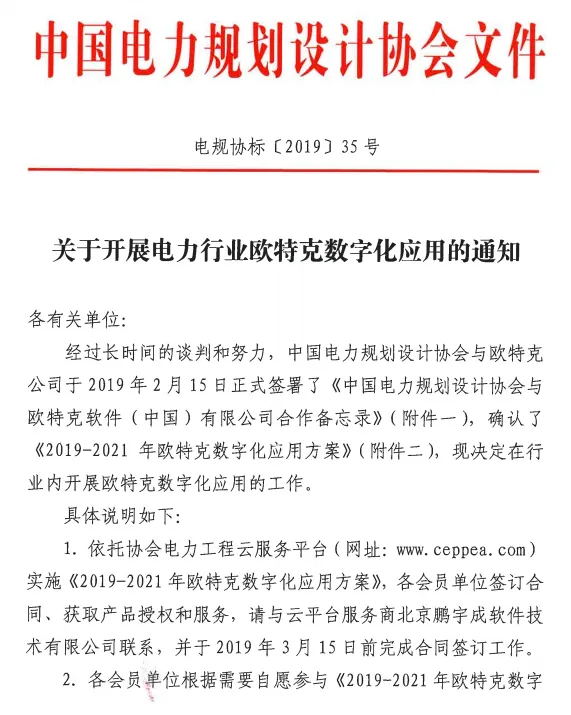 中国电力规划设计协会文件
电规协标〔2019〕35 号
关于开展电力行业欧特克数字化应用的通知
各有关单位：
经过长时间的谈判和努力，中国电力规划设计协会与欧特克
公司于 2019 年 2 月 15 日正式签署了《中国电力规划设计协会与
欧特克软件（中国）有限公司合作备忘录》（附件一），确认了
《2019-2021 年欧特克数字化应用方案》（附件二），现决定在行
业内开展欧特克数字化应用的工作。
具体说明如下：
1. 依托协会电力工程云服务平台（网址：www.ceppea.com）
实施《2019-2021 年欧特克数字化应用方案》，各会员单位签订合
同、获取产品授权和服务，请与云平台服务商北京鹏宇成软件技
术有限公司联系，并于 2019 年 3 月 15 日前完成合同签订工作。
2. 各会员单位根据需要自愿参与《2019-2021 年欧特克数字